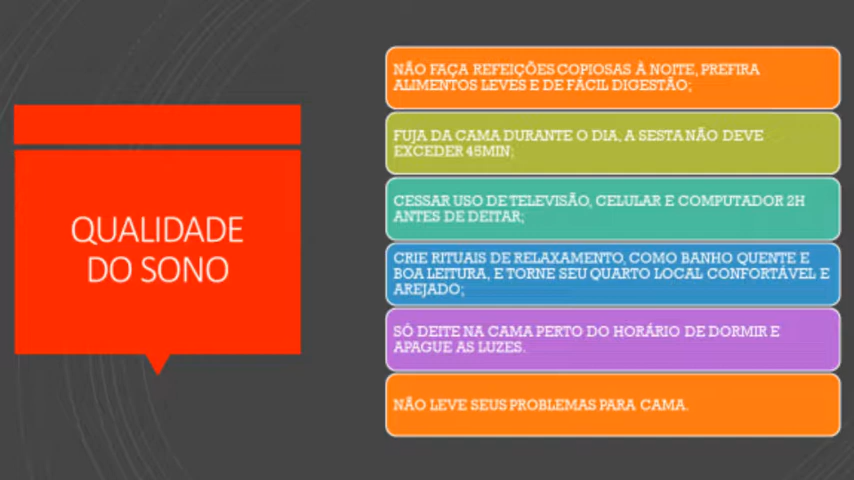 QUALIDADE
DO SONO
NÃO FAÇA REFEIÇÕES COPIOSAS À NOITE, PREFIRA
ALIMENTOS LEVES E DE FÁCIL DIGESTÃO;
FUJA DA CAMA DURANTE O DIA, A SESTA NÃO DEVE
EXCEDER 45MIN;
CESSAR USO DE TELEVISÃO, CELULAR E COMPUTADOR 2H
ANTES DE DEITAR;
CRIE RITUAIS DE RELAXAMENTO, COMO BANHO QUENTE E
BOA LEITURA, E TORNE SEU QUARTO LOCAL CONFORTÁVEL E
AREJADO;
SÓ DEITE NA CAMA PERTO DO HORÁRIO DE DORMIR E
APAGUE AS LUZES.
NÃO LEVE SEUS PROBLEMAS PARA CAMA.